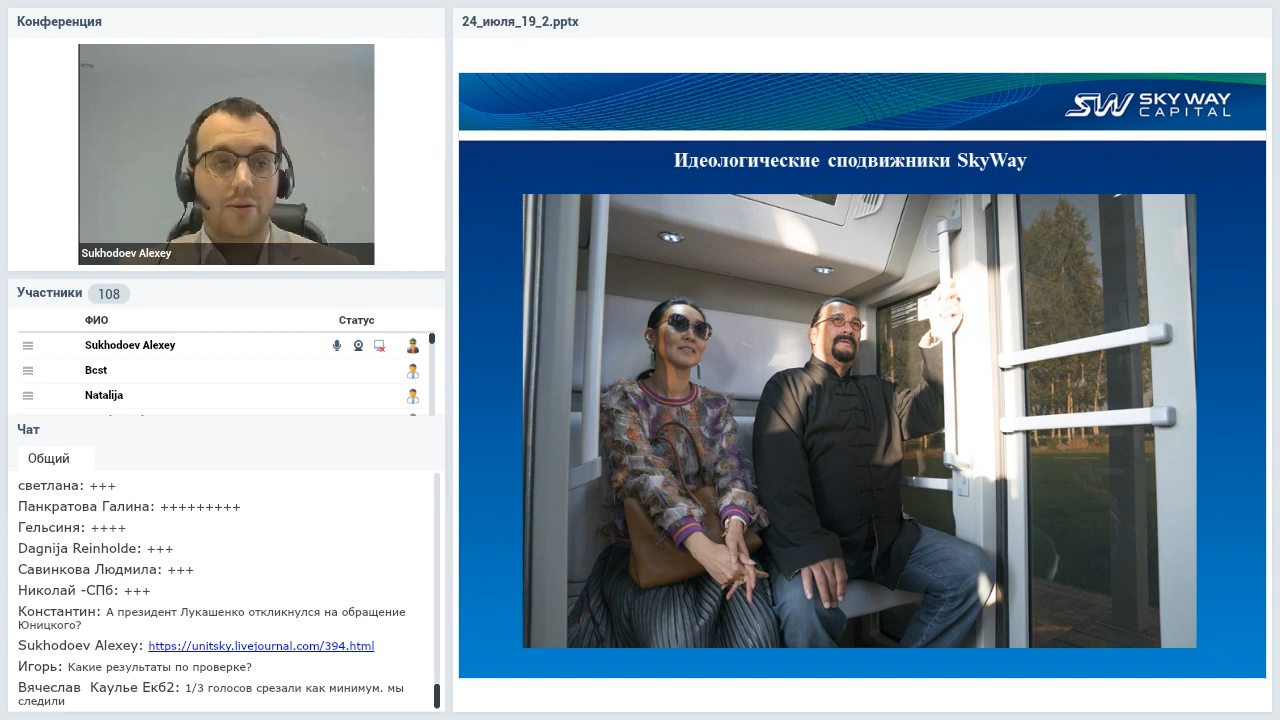 Конференция
Sukhodoev Alexey
Участники 108
ФИО Статус
Sukhodoev Alexey
Bcst
Natalija
Чат
Общий
светлана: +++
Панкратова Галина: +++++++++
Гельсиня: ++++
Dagnija Reinholde: +++
Савинкова Людмила: +++
Николай -СПб: +++
Константин: А президент Лукашенко откликнулся на обращение
Юницкого?
Sukhodoev Alexey: https://unitsky.livejournal.com/394.html
Игорь: Какие результаты по проверке?
Вячеслав  Каулье Екб2: 1/3 голосов срезали как минимум. мы
следили
24_июля_19_2.pptx
SW SKY WAY
CAPITAL
Идеологические сподвижники SkyWay